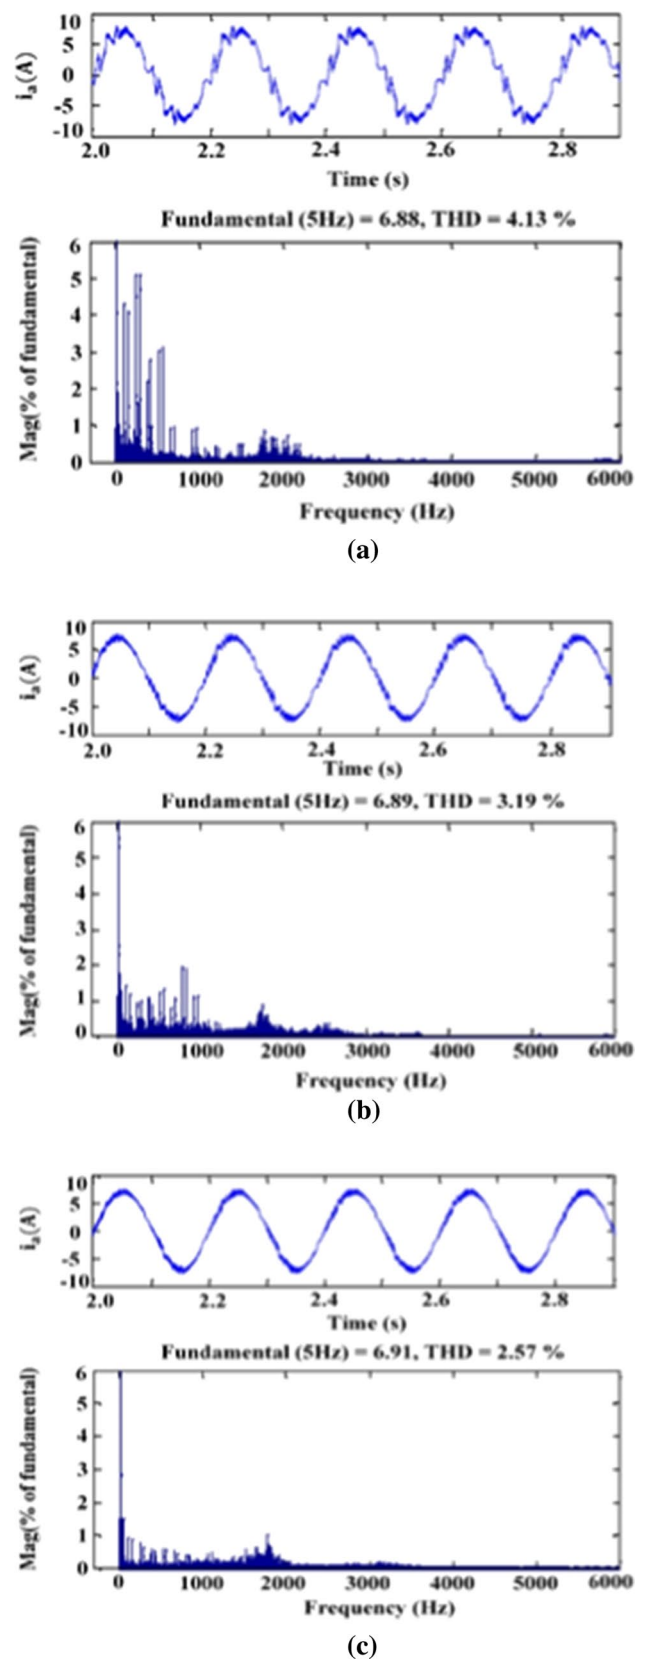 10
5
0
-5
-10
i_a(A)
2.0 2.2 2.4 2.6 2.8
Time (s)
Fundamental (5Hz) = 6.88, THD = 4.13 %
6
5
4
3
2
1
0
Mag(% of fundamental)
0 1000 2000 3000 4000 5000 6000
Frequency (Hz)
(a)
10
5
0
-5
-10
i_a(A)
2.0 2.2 2.4 2.6 2.8
Time (s)
Fundamental (5Hz) = 6.89, THD = 3.19 %
6
5
4
3
2
1
0
Mag(% of fundamental)
0 1000 2000 3000 4000 5000 6000
Frequency (Hz)
(b)
10
5
0
-5
-10
i_a(A)
2.0 2.2 2.4 2.6 2.8
Time (s)
Fundamental (5Hz) = 6.91, THD = 2.57 %
6
5
4
3
2
1
0
Mag(% of fundamental)
0 1000 2000 3000 4000 5000 6000
Frequency (Hz)
(c)